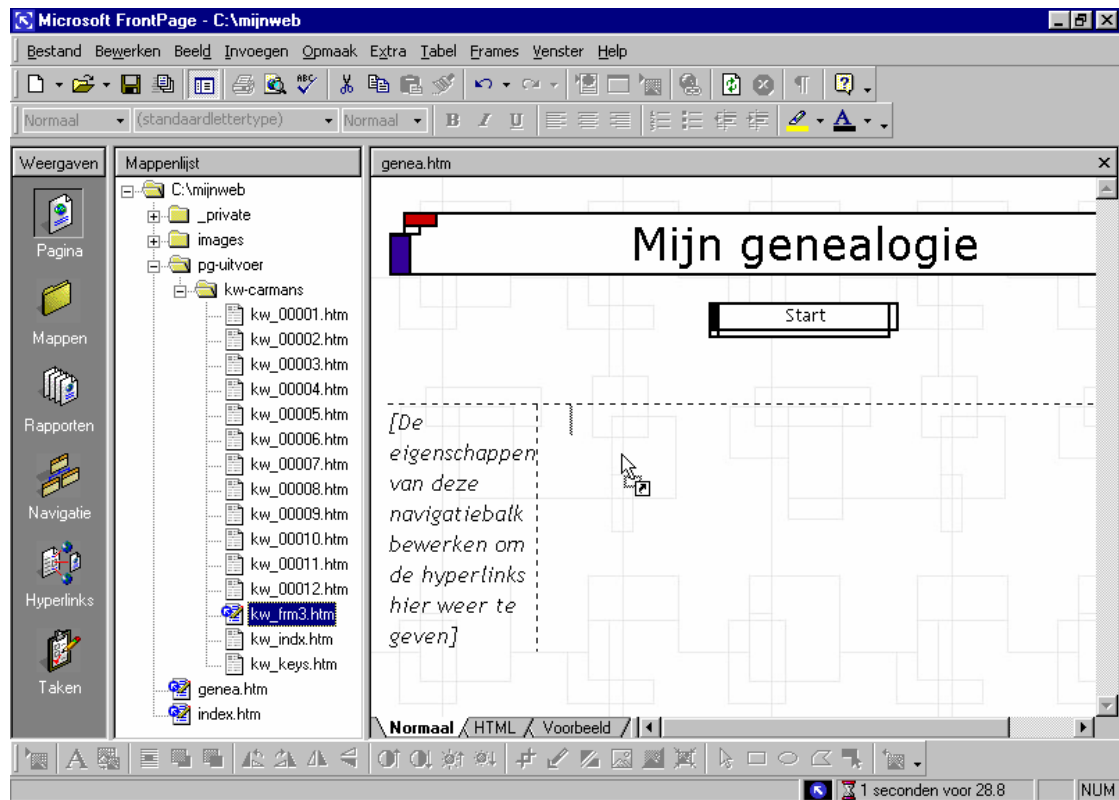 Microsoft FrontPage - C:\mijnweb
Bestand Bewerken Beeld Invoegen Opmaak Extra Tabel Frames Venster Help
Normaal (standaardlettertype) Normaal B I U A
Weergaven Mappenlijst genea.htm
Pagina
Mappen
Rapporten
Navigatie
Hyperlinks
Taken
C:\mijnweb
_private
images
pg-uitvoer
kw-carmans
kw_00001.htm
kw_00002.htm
kw_00003.htm
kw_00004.htm
kw_00005.htm
kw_00006.htm
kw_00007.htm
kw_00008.htm
kw_00009.htm
kw_00010.htm
kw_00011.htm
kw_00012.htm
kw_frm3.htm
kw_indx.htm
kw_keys.htm
genea.htm
index.htm
Mijn genealogie
Start
[De
eigenschappen
van deze
navigatiebalk
bewerken om
de hyperlinks
hier weer te
geven]
Normaal HTML Voorbeeld
1 seconden voor 28.8 NUM